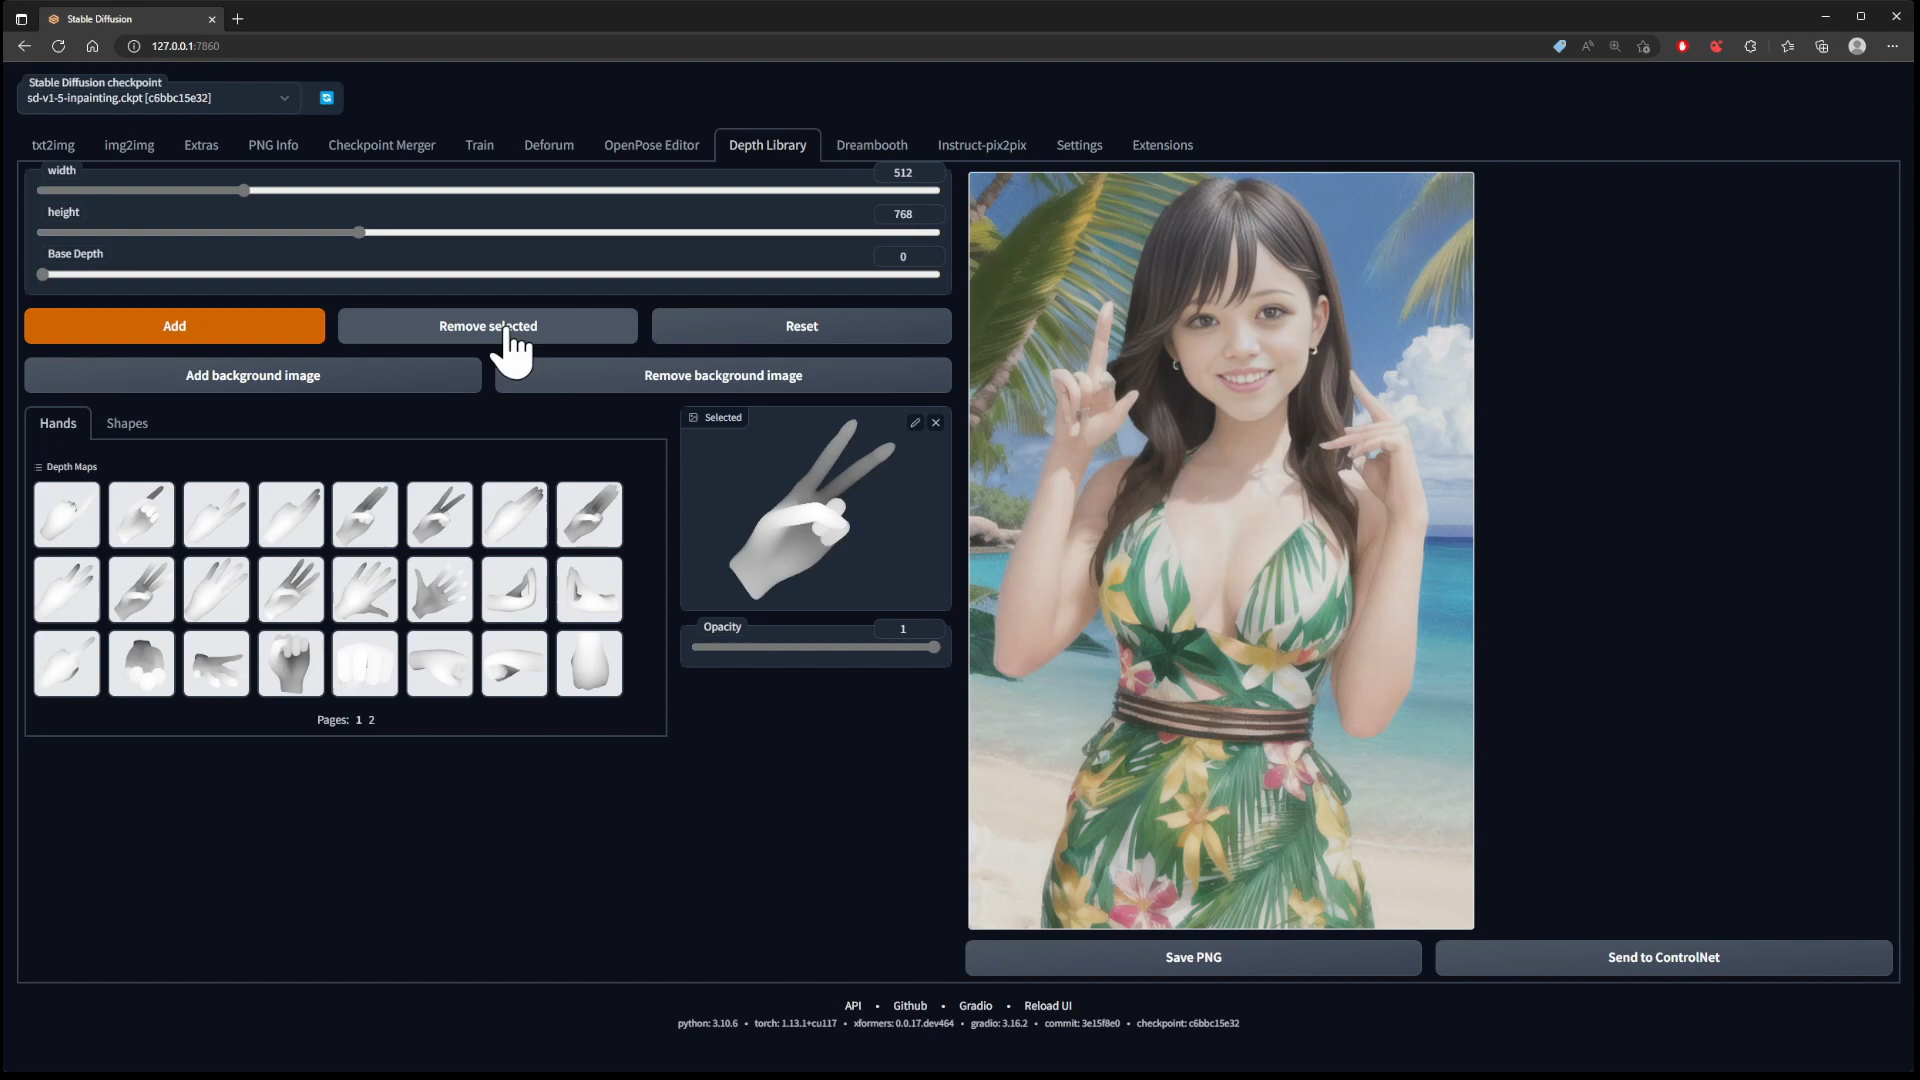 Stable Diffusion
127.0.0.1:7860
Stable Diffusion checkpoint
sd-v1-5-inpainting.ckpt [c6bbc15e32]
txt2img img2img Extras PNG Info Checkpoint Merger Train Deforum OpenPose Editor Depth Library Dreambooth Instruct-pix2pix Settings Extensions
width 512
height 768
Base Depth 0
Add Remove selected Reset
Add background image Remove background image
Hands Shapes
Selected
Depth Maps
Opacity 1
Pages: 1 2
Save PNG Send to ControlNet
API • Github • Gradio • Reload UI
python: 3.10.6 • torch: 1.13.1+cu117 • xformers: 0.0.17.dev464 • gradio: 3.16.2 • commit: 3e15f8e0 • checkpoint: c6bbc15e32